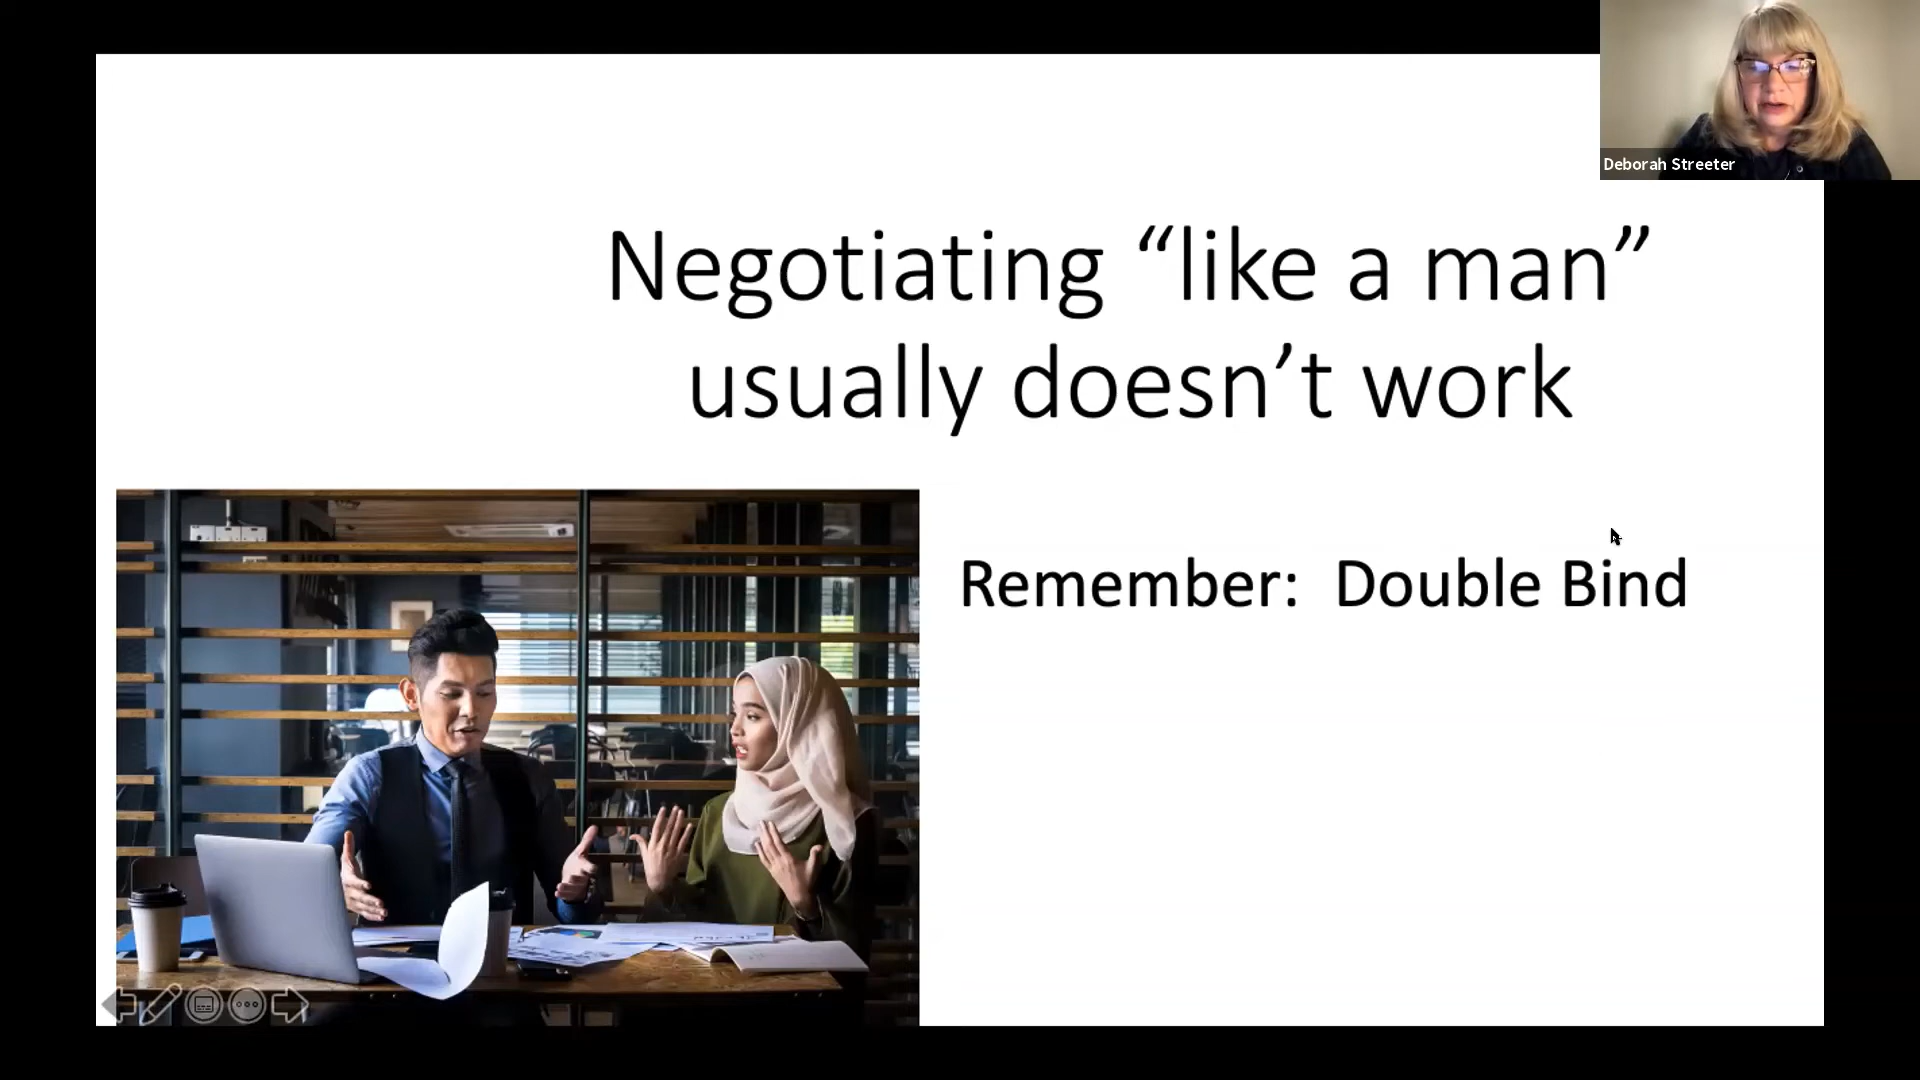 Deborah Streeter
Negotiating “like a man”
usually doesn’t work
Remember:  Double Bind